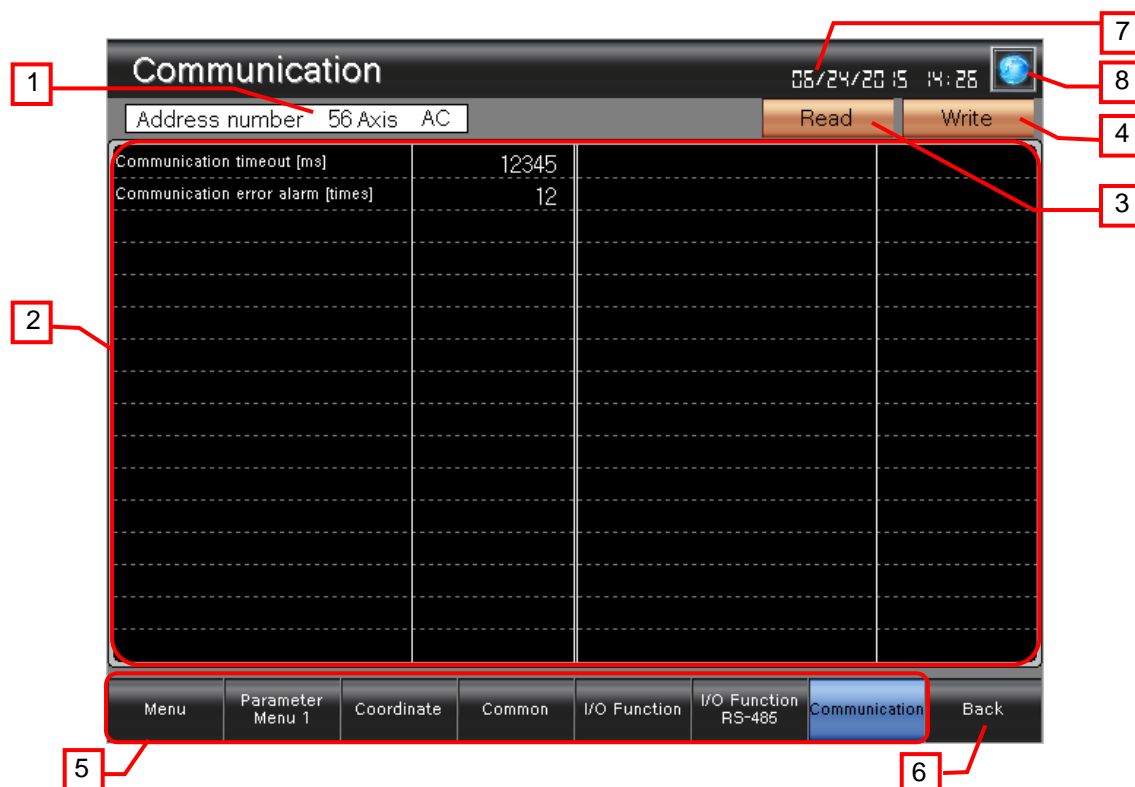 7
Communication
06/24/2015 14:26
1
8
Address number 56 Axis AC
Read
Write
4
Communication timeout [ms] 12345
Communication error alarm [times] 12
3
2
Menu
Parameter
Menu 1
Coordinate
Common
I/O Function
I/O Function
RS-485
Communication
Back
5
6